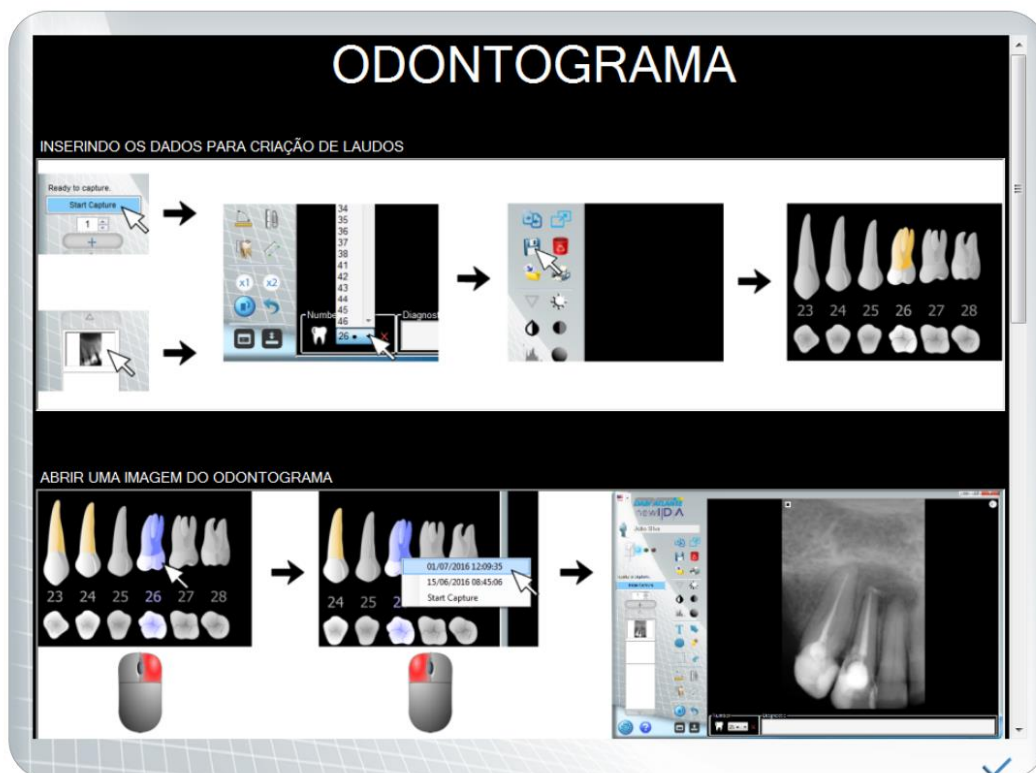 ODONTOGRAMA
INSERINDO OS DADOS PARA CRIAÇÃO DE LAUDOS
Ready to capture.
Start Capture
1
+
34
35
36
37
38
41
42
43
44
45
46
x1 x2
26
23 24 25 26 27 28
ABRIR UMA IMAGEM DO ODONTOGRAMA
23 24 25 26 27 28
01/07/2016 12:09:35
15/06/2016 08:45:06
Start Capture
24 25
newIDA